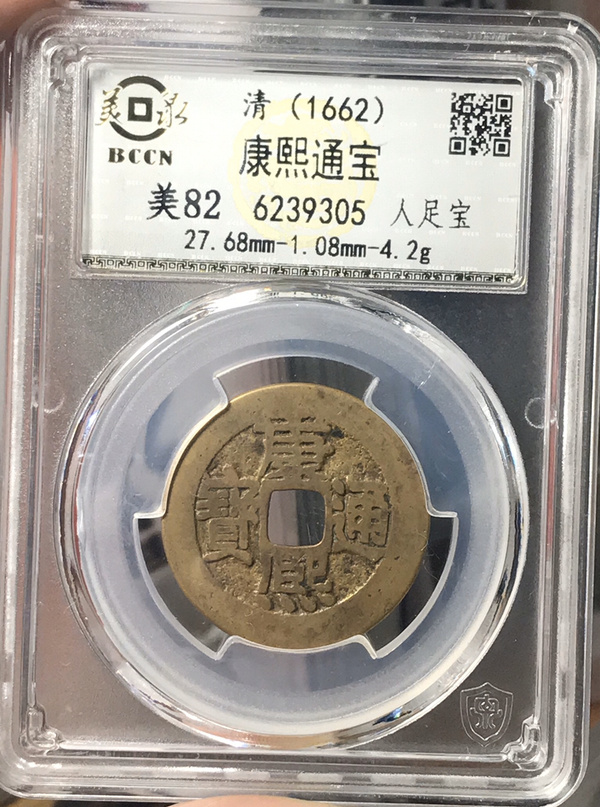 美泉
BCCN
清（1662）
康熙通宝
美82 6239305 人足宝
27.68mm-1.08mm-4.2g
康
寶 通
熙